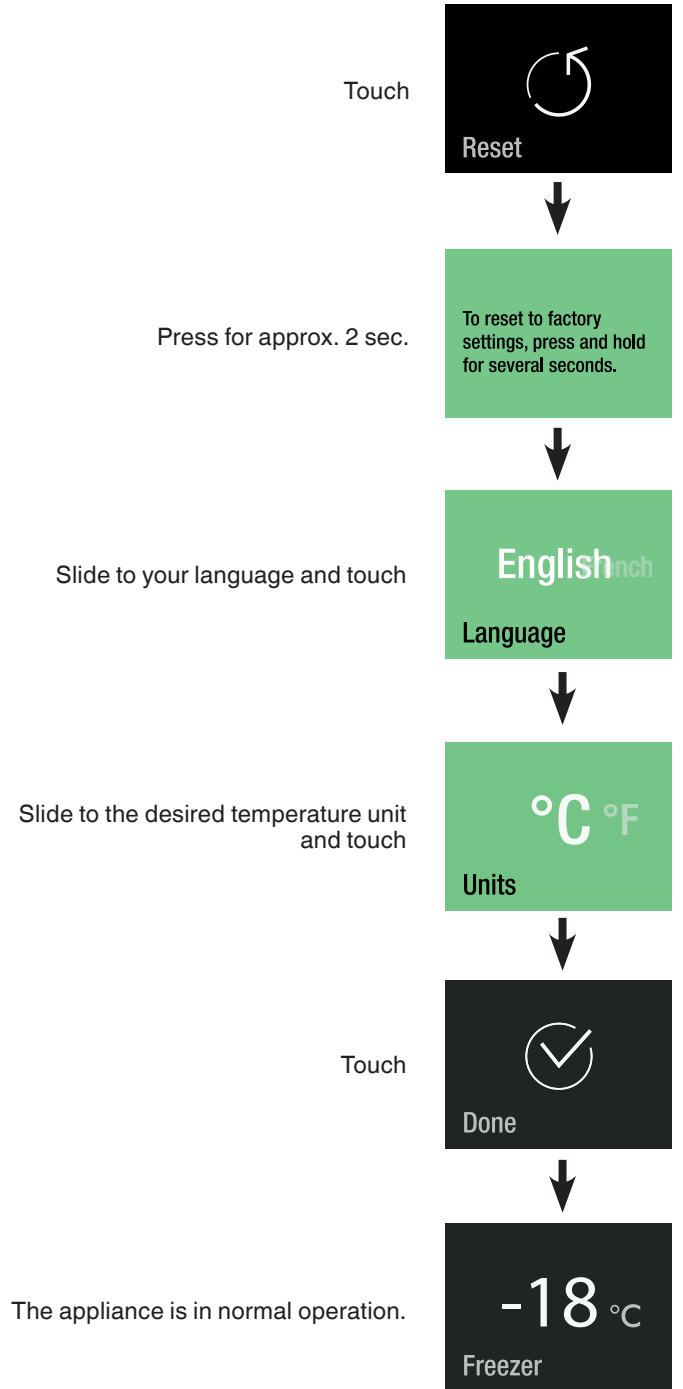 Touch
Reset
Press for approx. 2 sec.
To reset to factory
settings, press and hold
for several seconds.
Slide to your language and touch
English French
Language
Slide to the desired temperature unit
and touch
°C °F
Units
Touch
Done
The appliance is in normal operation.
-18 °C
Freezer